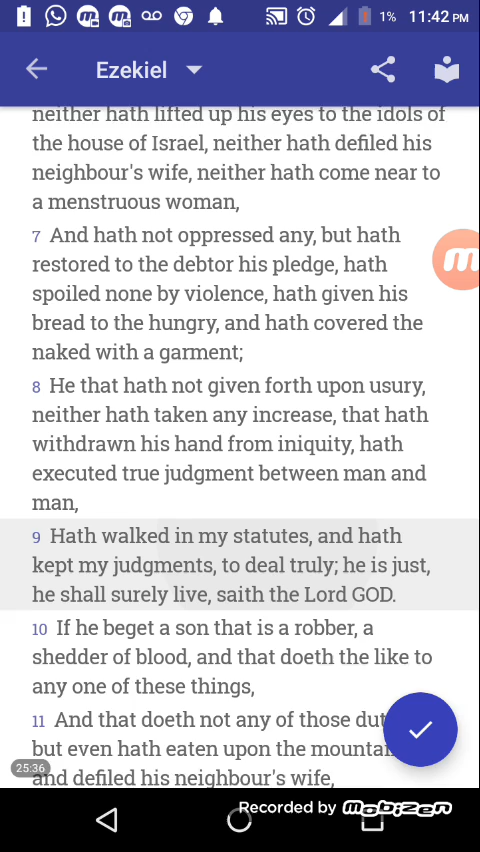 1% 11:42 PM
Ezekiel
neither hath lifted up his eyes to the idols of
the house of Israel, neither hath defiled his
neighbour's wife, neither hath come near to
a menstruous woman,
7 And hath not oppressed any, but hath
restored to the debtor his pledge, hath
spoiled none by violence, hath given his
bread to the hungry, and hath covered the
naked with a garment;
8 He that hath not given forth upon usury,
neither hath taken any increase, that hath
withdrawn his hand from iniquity, hath
executed true judgment between man and
man,
9 Hath walked in my statutes, and hath
kept my judgments, to deal truly; he is just,
he shall surely live, saith the Lord GOD.
10 If he beget a son that is a robber, a
shedder of blood, and that doeth the like to
any one of these things,
11 And that doeth not any of those
but even hath eaten upon the
and defiled his neighbour's wife,
25:36
Recorded by mobizen